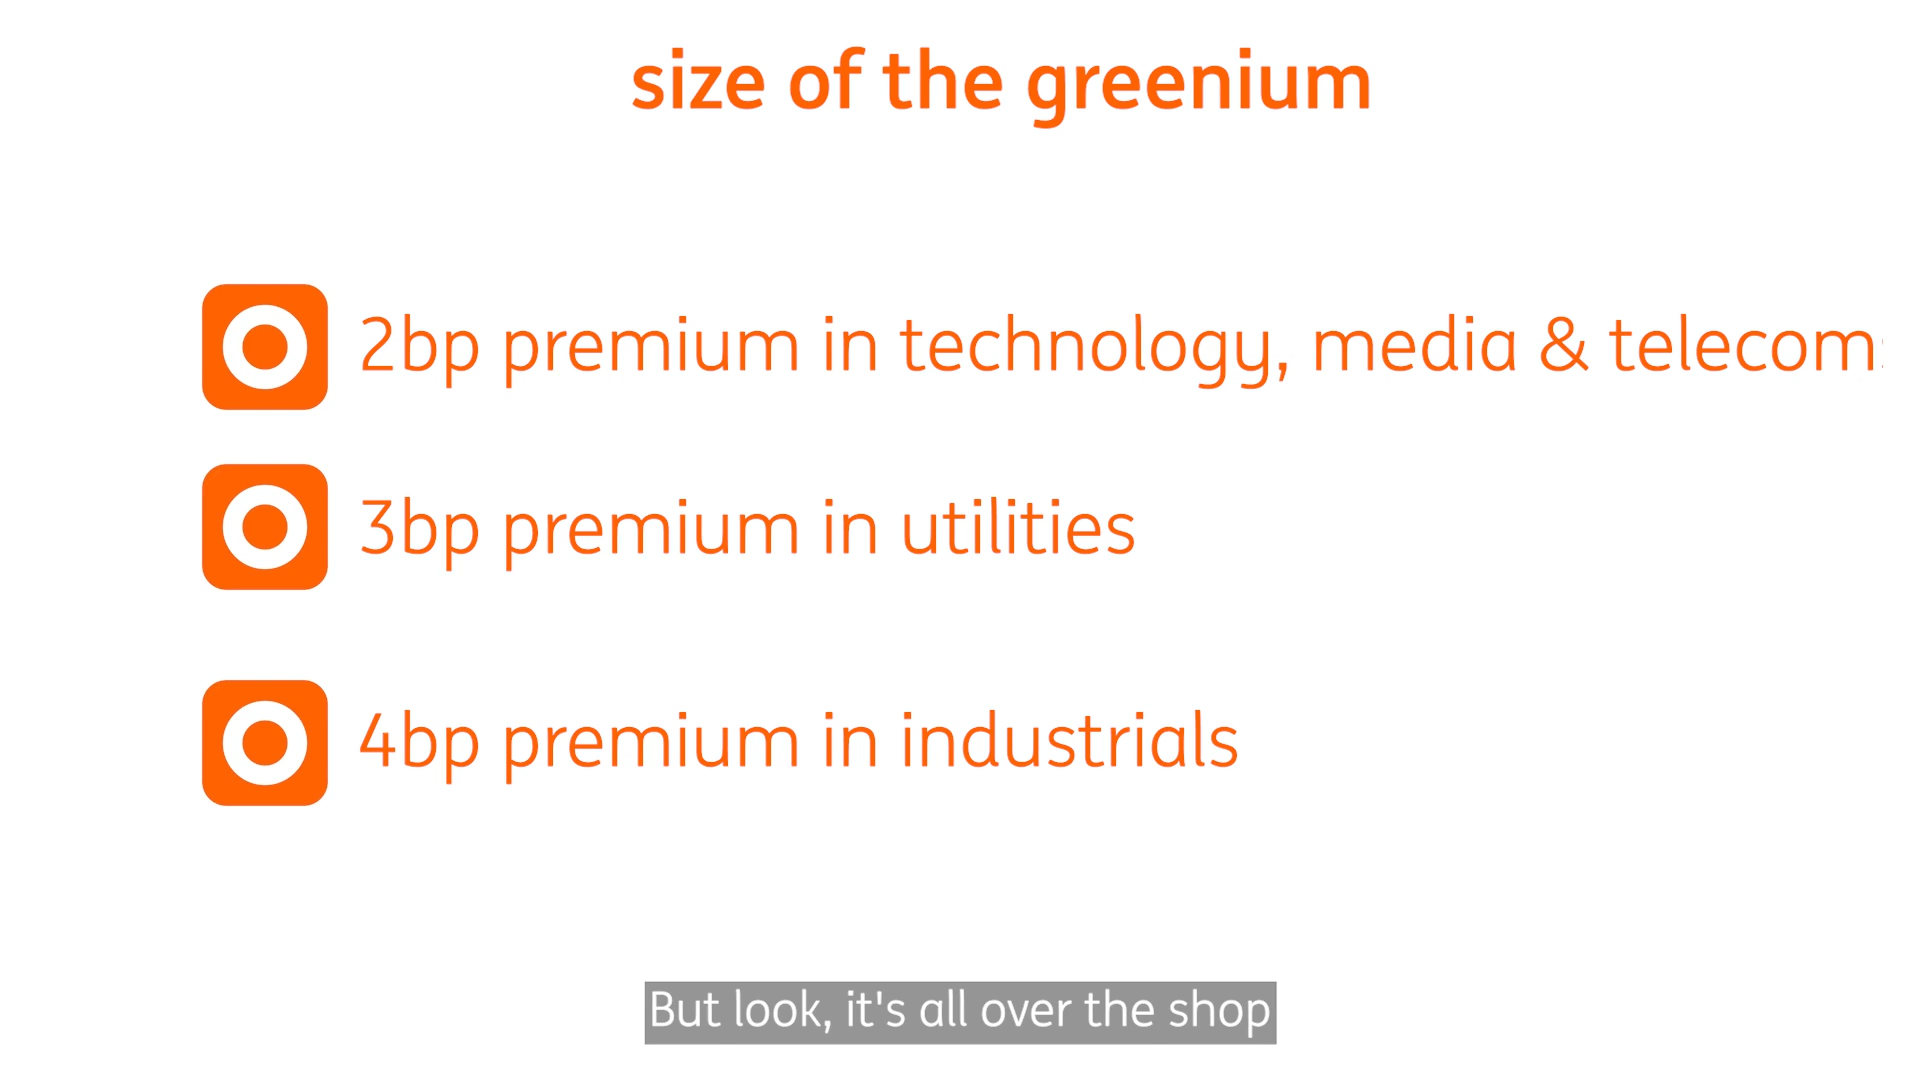 size of the greenium
2bp premium in technology, media & telecoms
3bp premium in utilities
4bp premium in industrials
But look, it's all over the shop